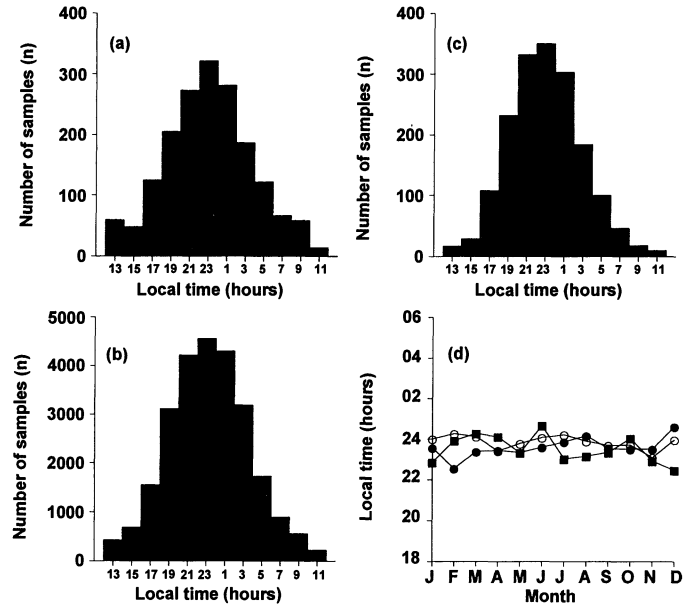 (a)
Number of samples (n)
400
300
200
100
0
13 15 17 19 21 23 1 3 5 7 9 11
Local time (hours)
(c)
Number of samples (n)
400
300
200
100
0
13 15 17 19 21 23 1 3 5 7 9 11
Local time (hours)
(b)
Number of samples (n)
5000
4000
3000
2000
1000
0
13 15 17 19 21 23 1 3 5 7 9 11
Local time (hours)
(d)
Local time (hours)
06
04
02
24
22
20
18
J F M A M J J A S O N D
Month